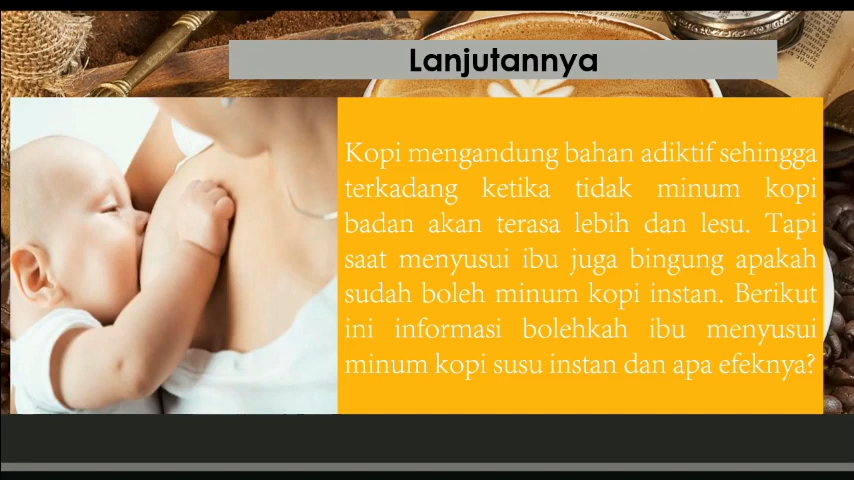 Lanjutannya
Kopi mengandung bahan adiktif sehingga
terkadang ketika tidak minum kopi
badan akan terasa lebih dan lesu. Tapi
saat menyusui ibu juga bingung apakah
sudah boleh minum kopi instan. Berikut
ini informasi bolehkah ibu menyusui
minum kopi susu instan dan apa efeknya?